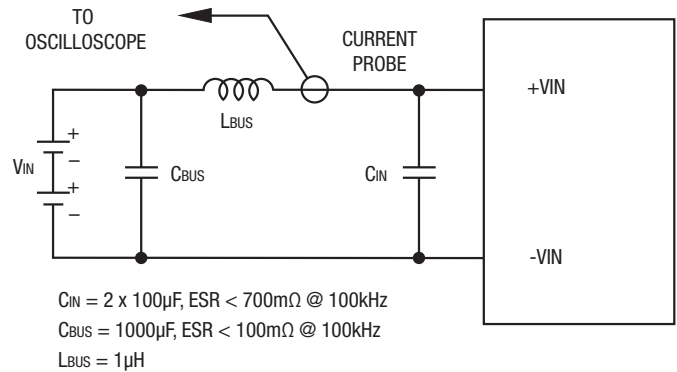 TO
OSCILLOSCOPE
CURRENT
PROBE
+VIN
LBUS
+
−
VIN
+
−
CBUS
CIN
-VIN
CIN = 2 x 100µF, ESR < 700mΩ @ 100kHz
CBUS = 1000µF, ESR < 100mΩ @ 100kHz
LBUS = 1µH